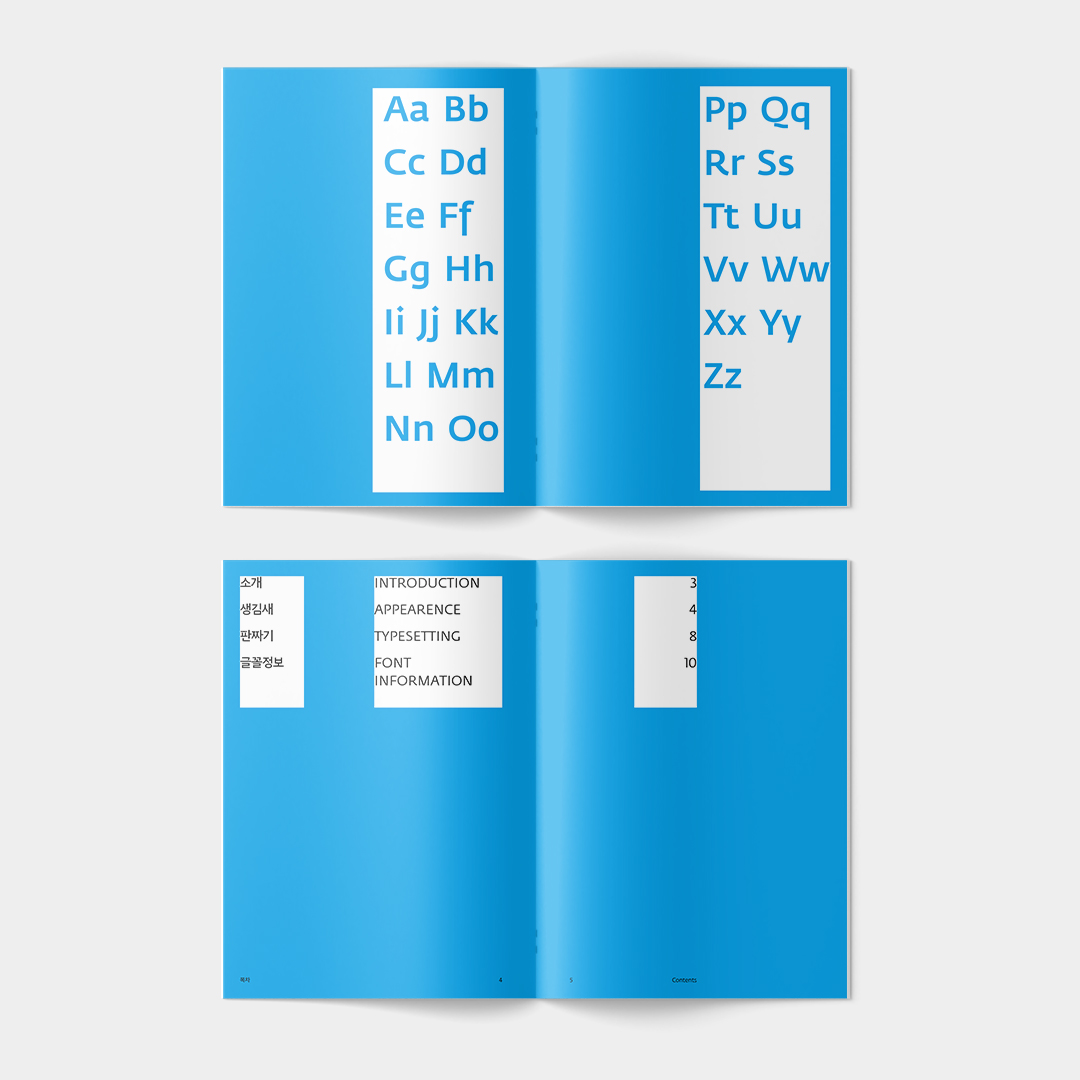 Aa Bb
Cc Dd
Ee Ff
Gg Hh
Ii Jj Kk
Ll Mm
Nn Oo
Pp Qq
Rr Ss
Tt Uu
Vv Ww
Xx Yy
Zz
소개
생김새
판짜기
글꼴정보
INTRODUCTION
APPEARENCE
TYPESETTING
FONT
INFORMATION
3
4
8
10
목차
4
5
Contents